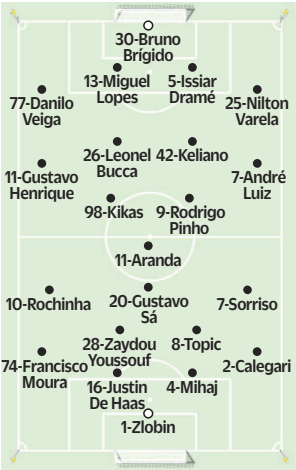 30-Bruno
Brígido
13-Miguel
Lopes
5-Issiar
Dramé
77-Danilo
Veiga
25-Nilton
Varela
26-Leonel
Bucca
42-Keliano
11-Gustavo
Henrique
7-André
Luiz
98-Kikas
9-Rodrigo
Pinho
11-Aranda
10-Rochinha
20-Gustavo
Sá
7-Sorriso
28-Zaydou
Youssouf
8-Topic
74-Francisco
Moura
2-Calegari
16-Justin
De Haas
4-Mihaj
1-Zlobin